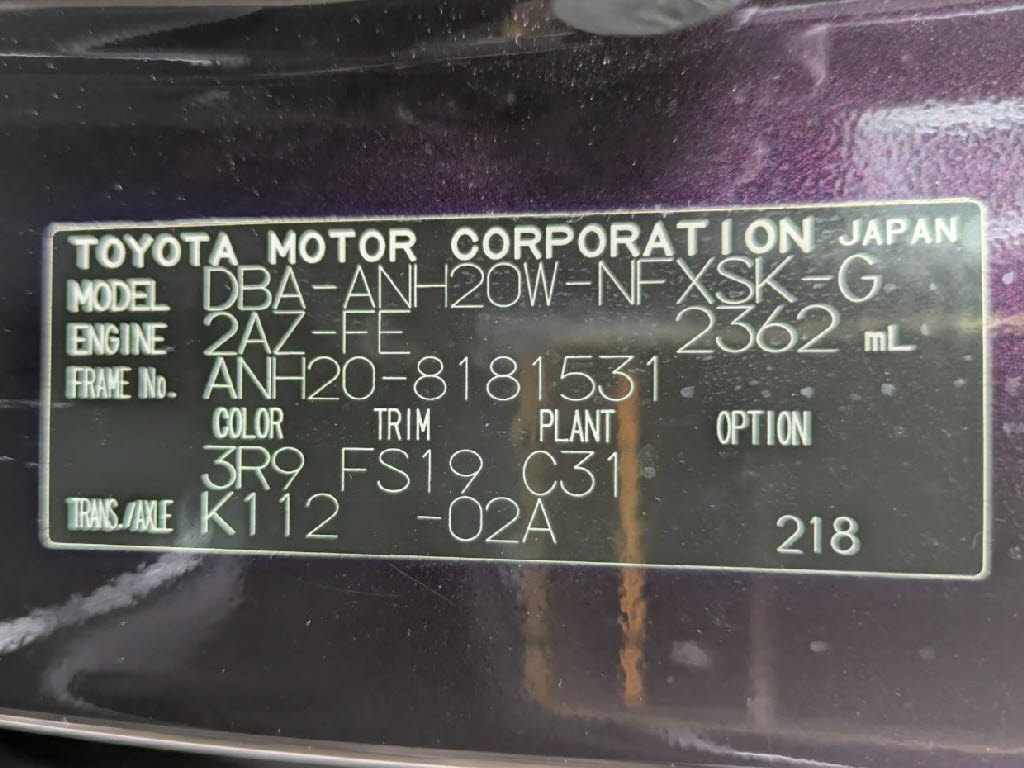 TOYOTA MOTOR CORPORATION JAPAN
MODEL DBA-ANH20W-NFXSK-G
ENGINE 2AZ-FE 2362 mL
FRAME No. ANH20-8181531
COLOR TRIM PLANT OPTION
3R9 FS19 C31
TRANS./AXLE K112 -02A 218